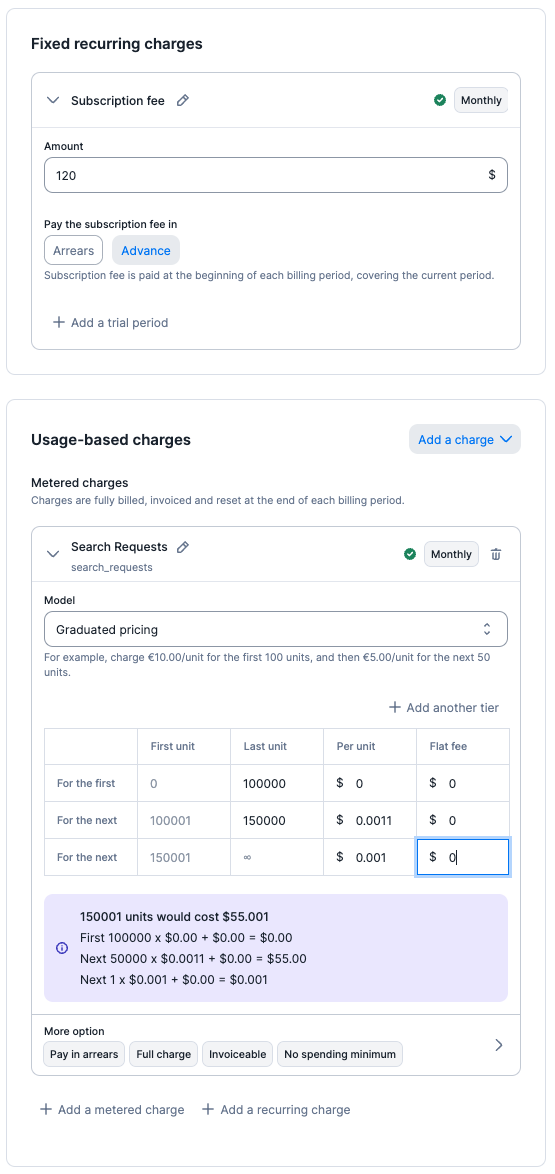 Fixed recurring charges
Subscription fee
Monthly
Amount
120 $
Pay the subscription fee in
Arrears Advance
Subscription fee is paid at the beginning of each billing period, covering the current period.
+ Add a trial period
Usage-based charges
Add a charge
Metered charges
Charges are fully billed, invoiced and reset at the end of each billing period.
Search Requests
search_requests
Monthly
Model
Graduated pricing
For example, charge €10.00/unit for the first 100 units, and then €5.00/unit for the next 50
units.
+ Add another tier
First unit Last unit Per unit Flat fee
For the first 0 100000 $ 0 $ 0
For the next 100001 150000 $ 0.0011 $ 0
For the next 150001 ∞ $ 0.001 $ 0
150001 units would cost $55.001
First 100000 x $0.00 + $0.00 = $0.00
Next 50000 x $0.0011 + $0.00 = $55.00
Next 1 x $0.001 + $0.00 = $0.001
More option
Pay in arrears Full charge Invoiceable No spending minimum
+ Add a metered charge + Add a recurring charge